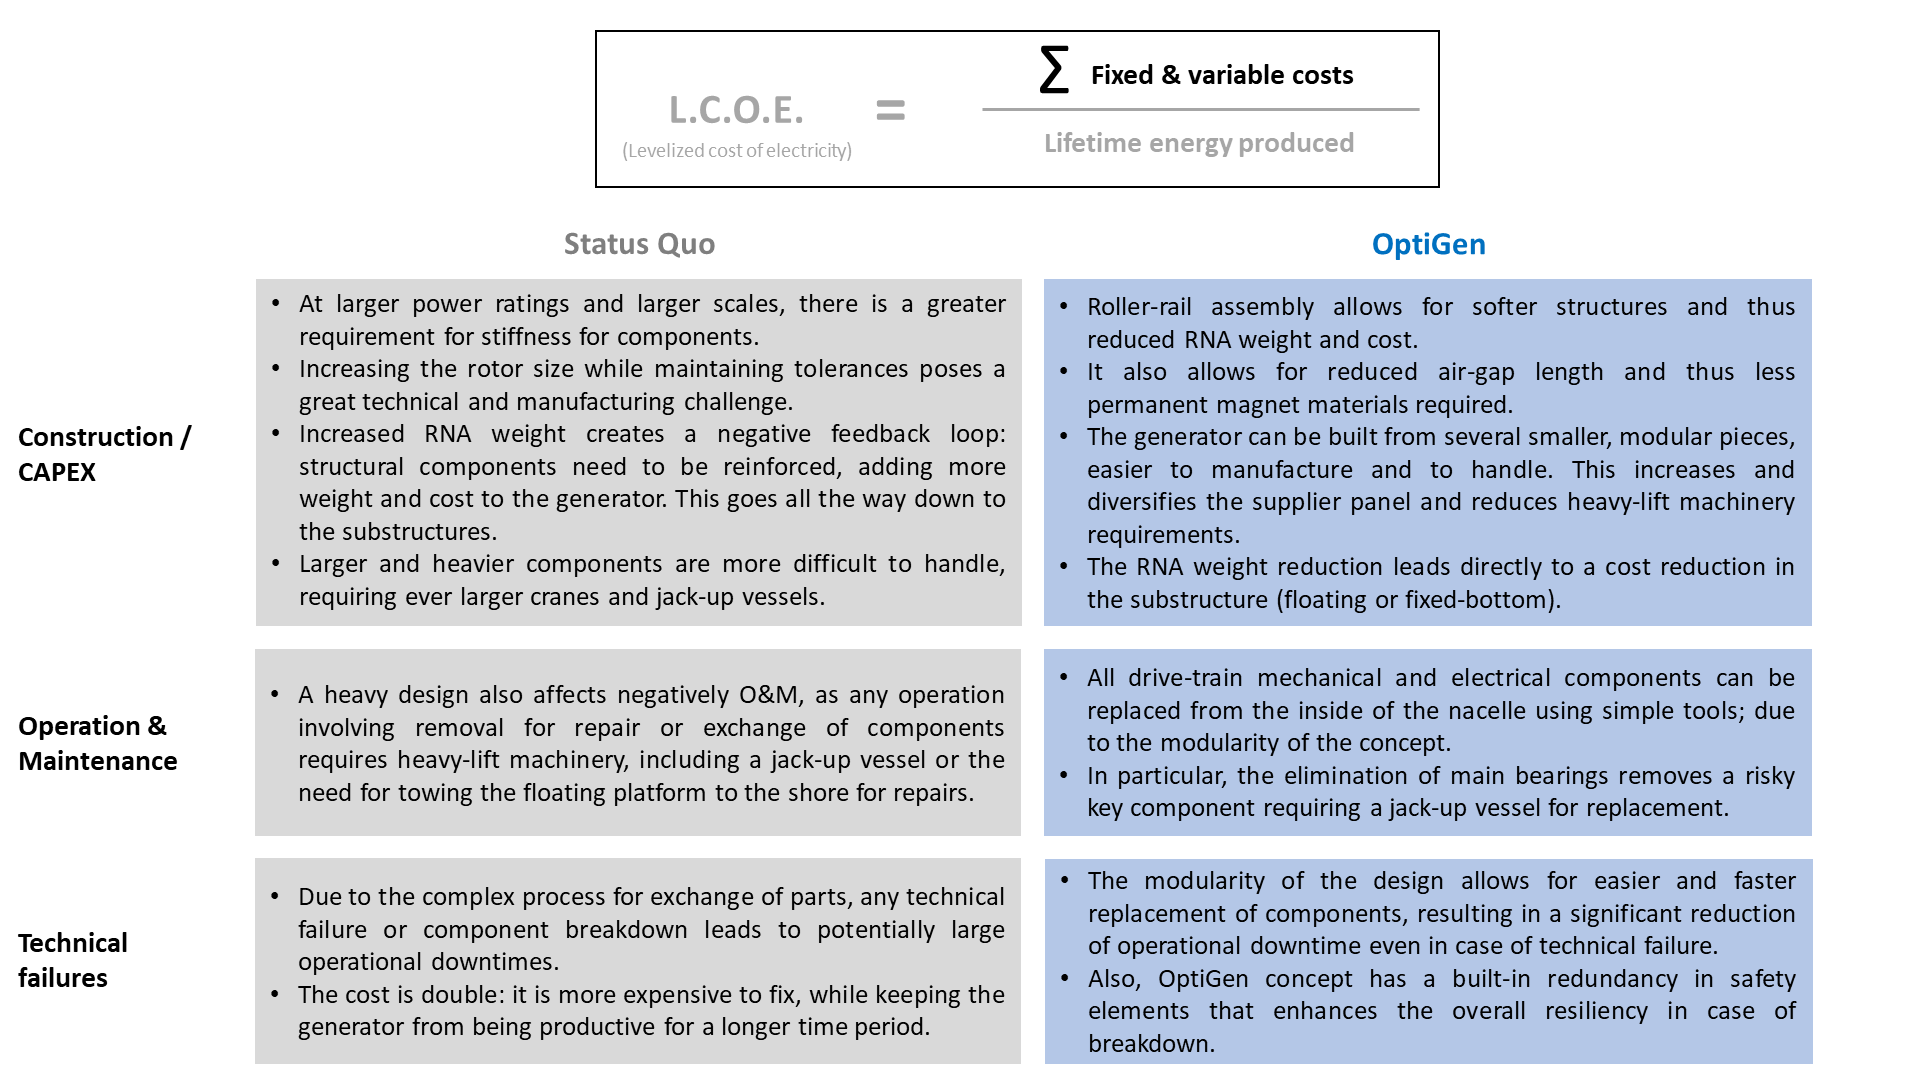 L.C.O.E.
(Levelized cost of electricity)
=
∑ Fixed & variable costs
Lifetime energy produced
Status Quo
OptiGen
Construction /
CAPEX
• At larger power ratings and larger scales, there is a greater
requirement for stiffness for components.
• Increasing the rotor size while maintaining tolerances poses a
great technical and manufacturing challenge.
• Increased RNA weight creates a negative feedback loop:
structural components need to be reinforced, adding more
weight and cost to the generator. This goes all the way down to
the substructures.
• Larger and heavier components are more difficult to handle,
requiring ever larger cranes and jack-up vessels.
• Roller-rail assembly allows for softer structures and thus
reduced RNA weight and cost.
• It also allows for reduced air-gap length and thus less
permanent magnet materials required.
• The generator can be built from several smaller, modular pieces,
easier to manufacture and to handle. This increases and
diversifies the supplier panel and reduces heavy-lift machinery
requirements.
• The RNA weight reduction leads directly to a cost reduction in
the substructure (floating or fixed-bottom).
Operation &
Maintenance
• A heavy design also affects negatively O&M, as any operation
involving removal for repair or exchange of components
requires heavy-lift machinery, including a jack-up vessel or the
need for towing the floating platform to the shore for repairs.
• All drive-train mechanical and electrical components can be
replaced from the inside of the nacelle using simple tools; due
to the modularity of the concept.
• In particular, the elimination of main bearings removes a risky
key component requiring a jack-up vessel for replacement.
Technical
failures
• Due to the complex process for exchange of parts, any technical
failure or component breakdown leads to potentially large
operational downtimes.
• The cost is double: it is more expensive to fix, while keeping the
generator from being productive for a longer time period.
• The modularity of the design allows for easier and faster
replacement of components, resulting in a significant reduction
of operational downtime even in case of technical failure.
• Also, OptiGen concept has a built-in redundancy in safety
elements that enhances the overall resiliency in case of
breakdown.